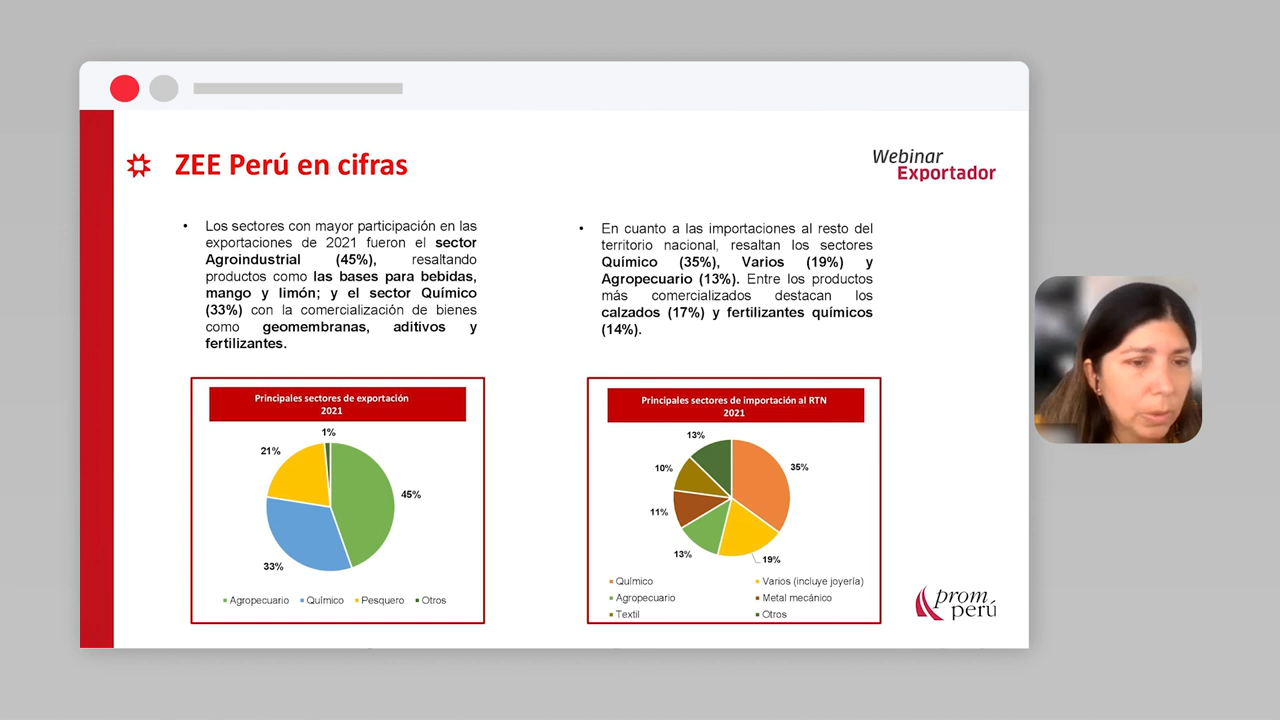 ZEE Perú en cifras
Webinar
Exportador
• Los sectores con mayor participación en las
exportaciones de 2021 fueron el sector
Agroindustrial (45%), resaltando
productos como las bases para bebidas,
mango y limón; y el sector Químico
(33%) con la comercialización de bienes
como geomembranas, aditivos y
fertilizantes.
• En cuanto a las importaciones al resto del
territorio nacional, resaltan los sectores
Químico (35%), Varios (19%) y
Agropecuario (13%). Entre los productos
más comercializados destacan los
calzados (17%) y fertilizantes químicos
(14%).
Principales sectores de exportación
2021
1%
21%
45%
33%
Agropecuario Químico Pesquero Otros
Principales sectores de importación al RTN
2021
13%
10%
35%
11%
13%
19%
Químico Varios (incluye joyería)
Agropecuario Metal mecánico
Textil Otros
prom
perú